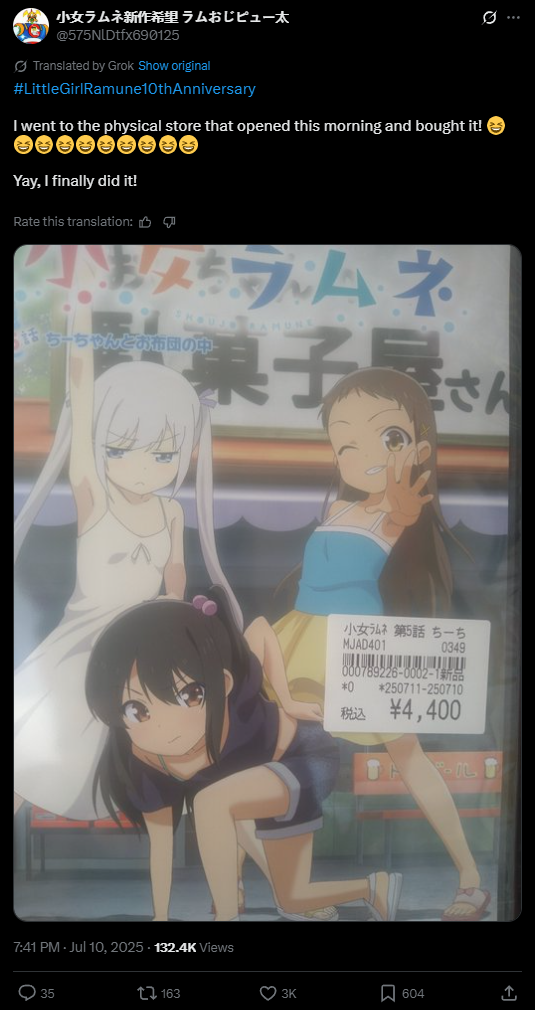 小女ラムネ新作希望 ラムおじピュー太
@575NlDtfx690125
Translated by Grok Show original
#LittleGirlRamune10thAnniversary
I went to the physical store that opened this morning and bought it! 😆
😆😆😆😆😆😆😆😆😆
Yay, I finally did it!
Rate this translation:
小女ラムネ
SHOUJO RAMUNE
話 ちーちゃんとお布団の中
菓子屋さん
小女ラムネ 第5話 ちーち
MJAD401 0349
000789226-0002-1新品
*0 *250711-250710
税込 ¥4,400
7:41 PM · Jul 10, 2025 · 132.4K Views
35 163 3K 604